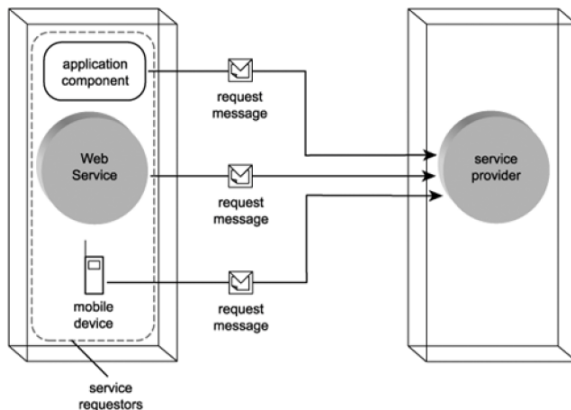 application
component
request
message
Web
Service
request
message
service
provider
mobile
device
request
message
service
requestors